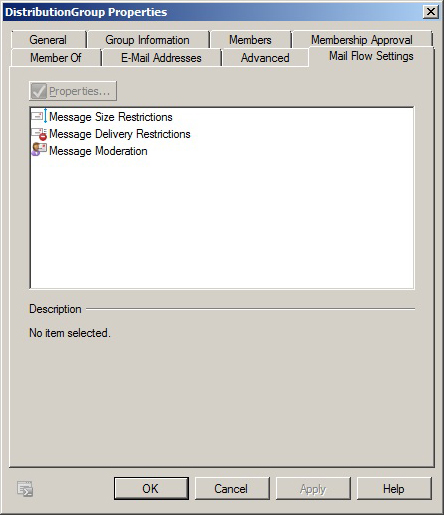 DistributionGroup Properties
General Group Information Members Membership Approval
Member Of E-Mail Addresses Advanced Mail Flow Settings
Properties...
Message Size Restrictions
Message Delivery Restrictions
Message Moderation
Description
No item selected.
OK Cancel Apply Help